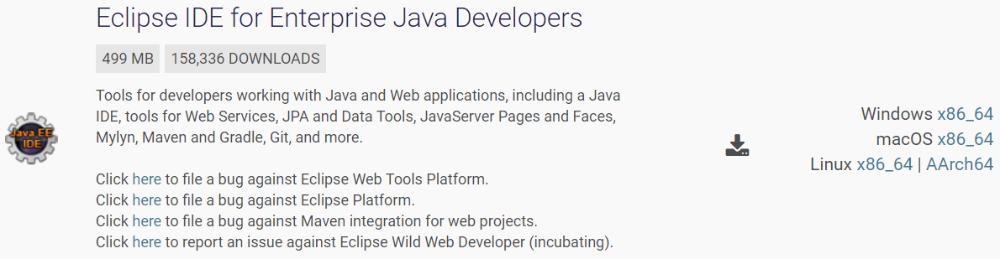 Eclipse IDE for Enterprise Java Developers
499 MB 158,336 DOWNLOADS
Tools for developers working with Java and Web applications, including a Java
IDE, tools for Web Services, JPA and Data Tools, JavaServer Pages and Faces,
Mylyn, Maven and Gradle, Git, and more.
Click here to file a bug against Eclipse Web Tools Platform.
Click here to file a bug against Eclipse Platform.
Click here to file a bug against Maven integration for web projects.
Click here to report an issue against Eclipse Wild Web Developer (incubating).
Java EE
IDE
Windows x86_64
macOS x86_64
Linux x86_64 | AArch64